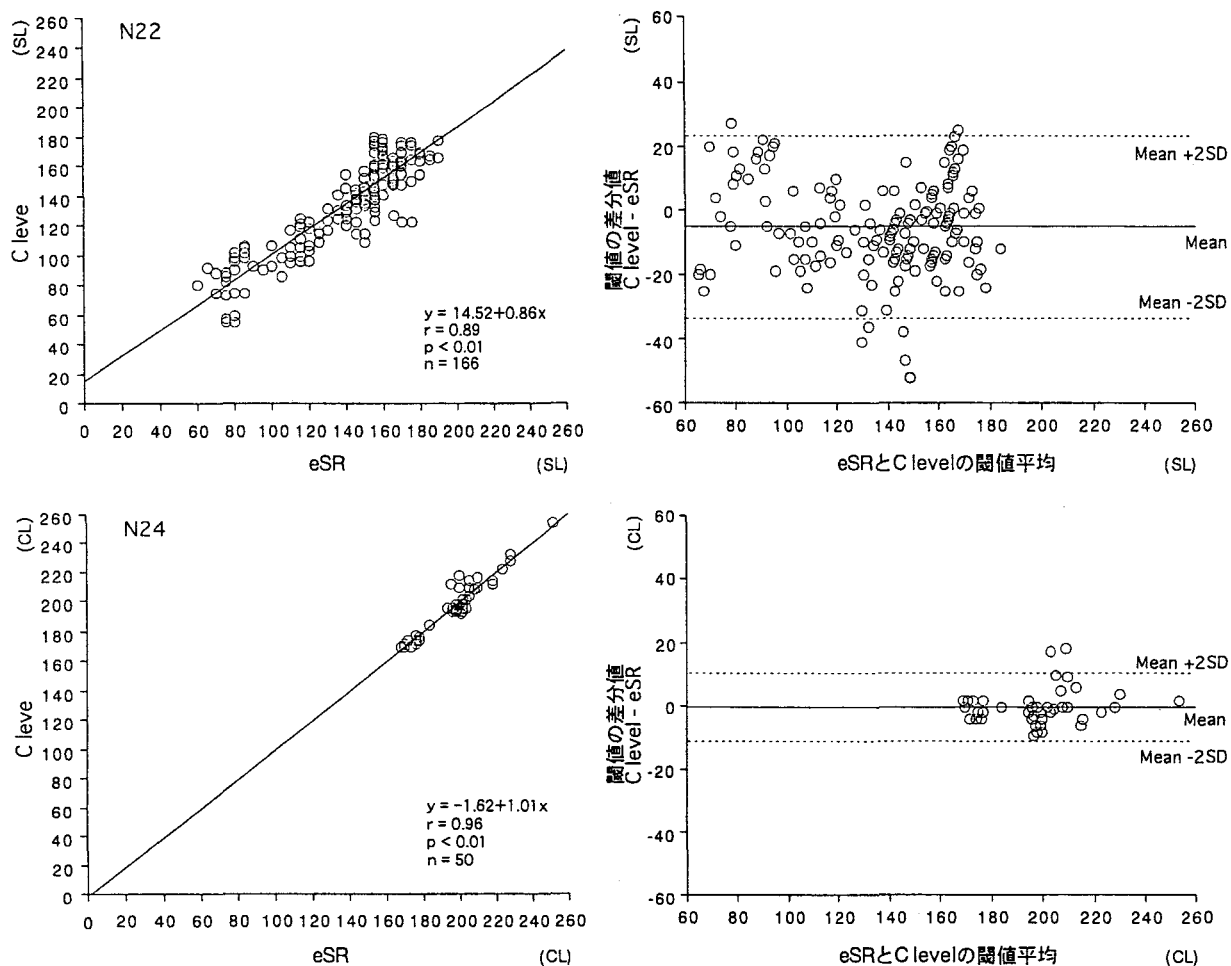 N22
(SL)
C leve
260
240
220
200
180
160
140
120
100
80
60
40
20
0
y = 14.52+0.86x
r = 0.89
p < 0.01
n = 166
0 20 40 60 80 100 120 140 160 180 200 220 240 260
eSR
(SL)
(SL)
閾値の差分値
C level - eSR
60
40
20
0
-20
-40
-60
Mean +2SD
Mean
Mean -2SD
60 80 100 120 140 160 180 200 220 240 260
eSRとC levelの閾値平均
(SL)
N24
(CL)
C leve
260
240
220
200
180
160
140
120
100
80
60
40
20
0
y = -1.62+1.01x
r = 0.96
p < 0.01
n = 50
0 20 40 60 80 100 120 140 160 180 200 220 240 260
eSR
(CL)
(CL)
閾値の差分値
C level - eSR
60
40
20
0
-20
-40
-60
Mean +2SD
Mean
Mean -2SD
60 80 100 120 140 160 180 200 220 240 260
eSRとC levelの閾値平均
(CL)